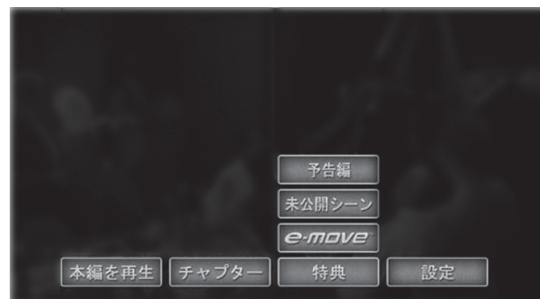 予告編
未公開シーン
e-move
本編を再生 チャプター 特典 設定